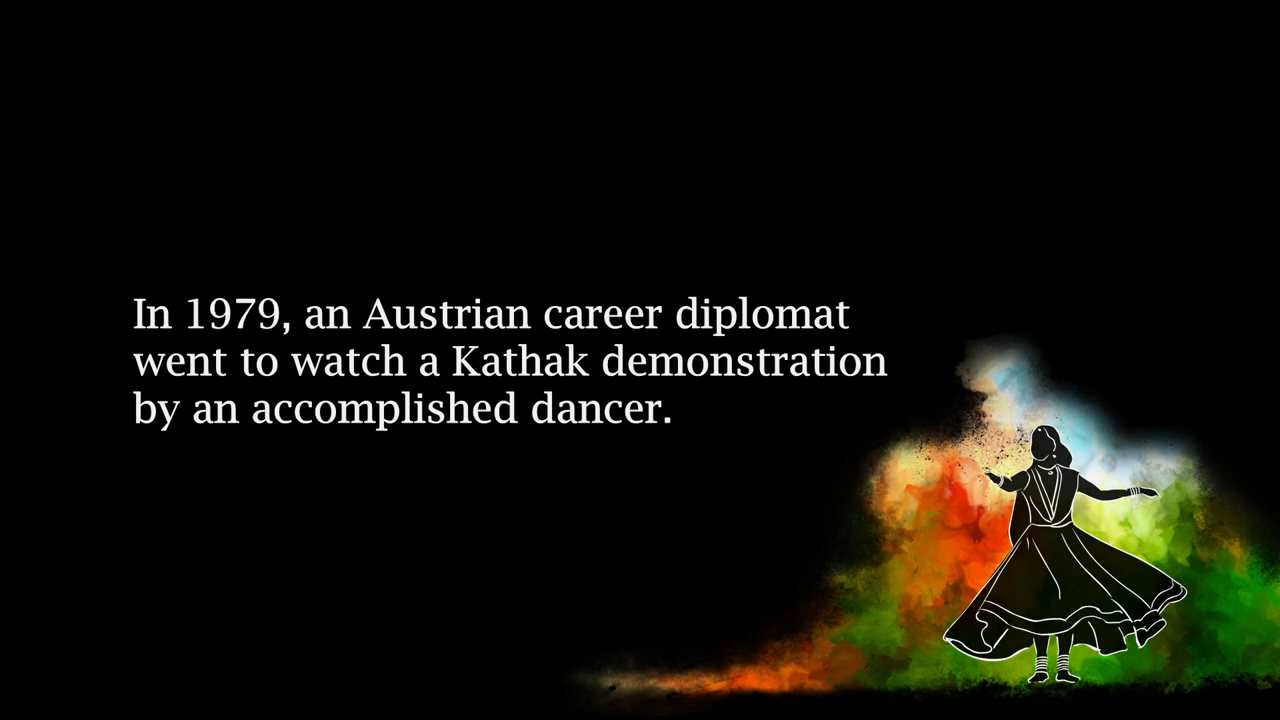 In 1979, an Austrian career diplomat
went to watch a Kathak demonstration
by an accomplished dancer.